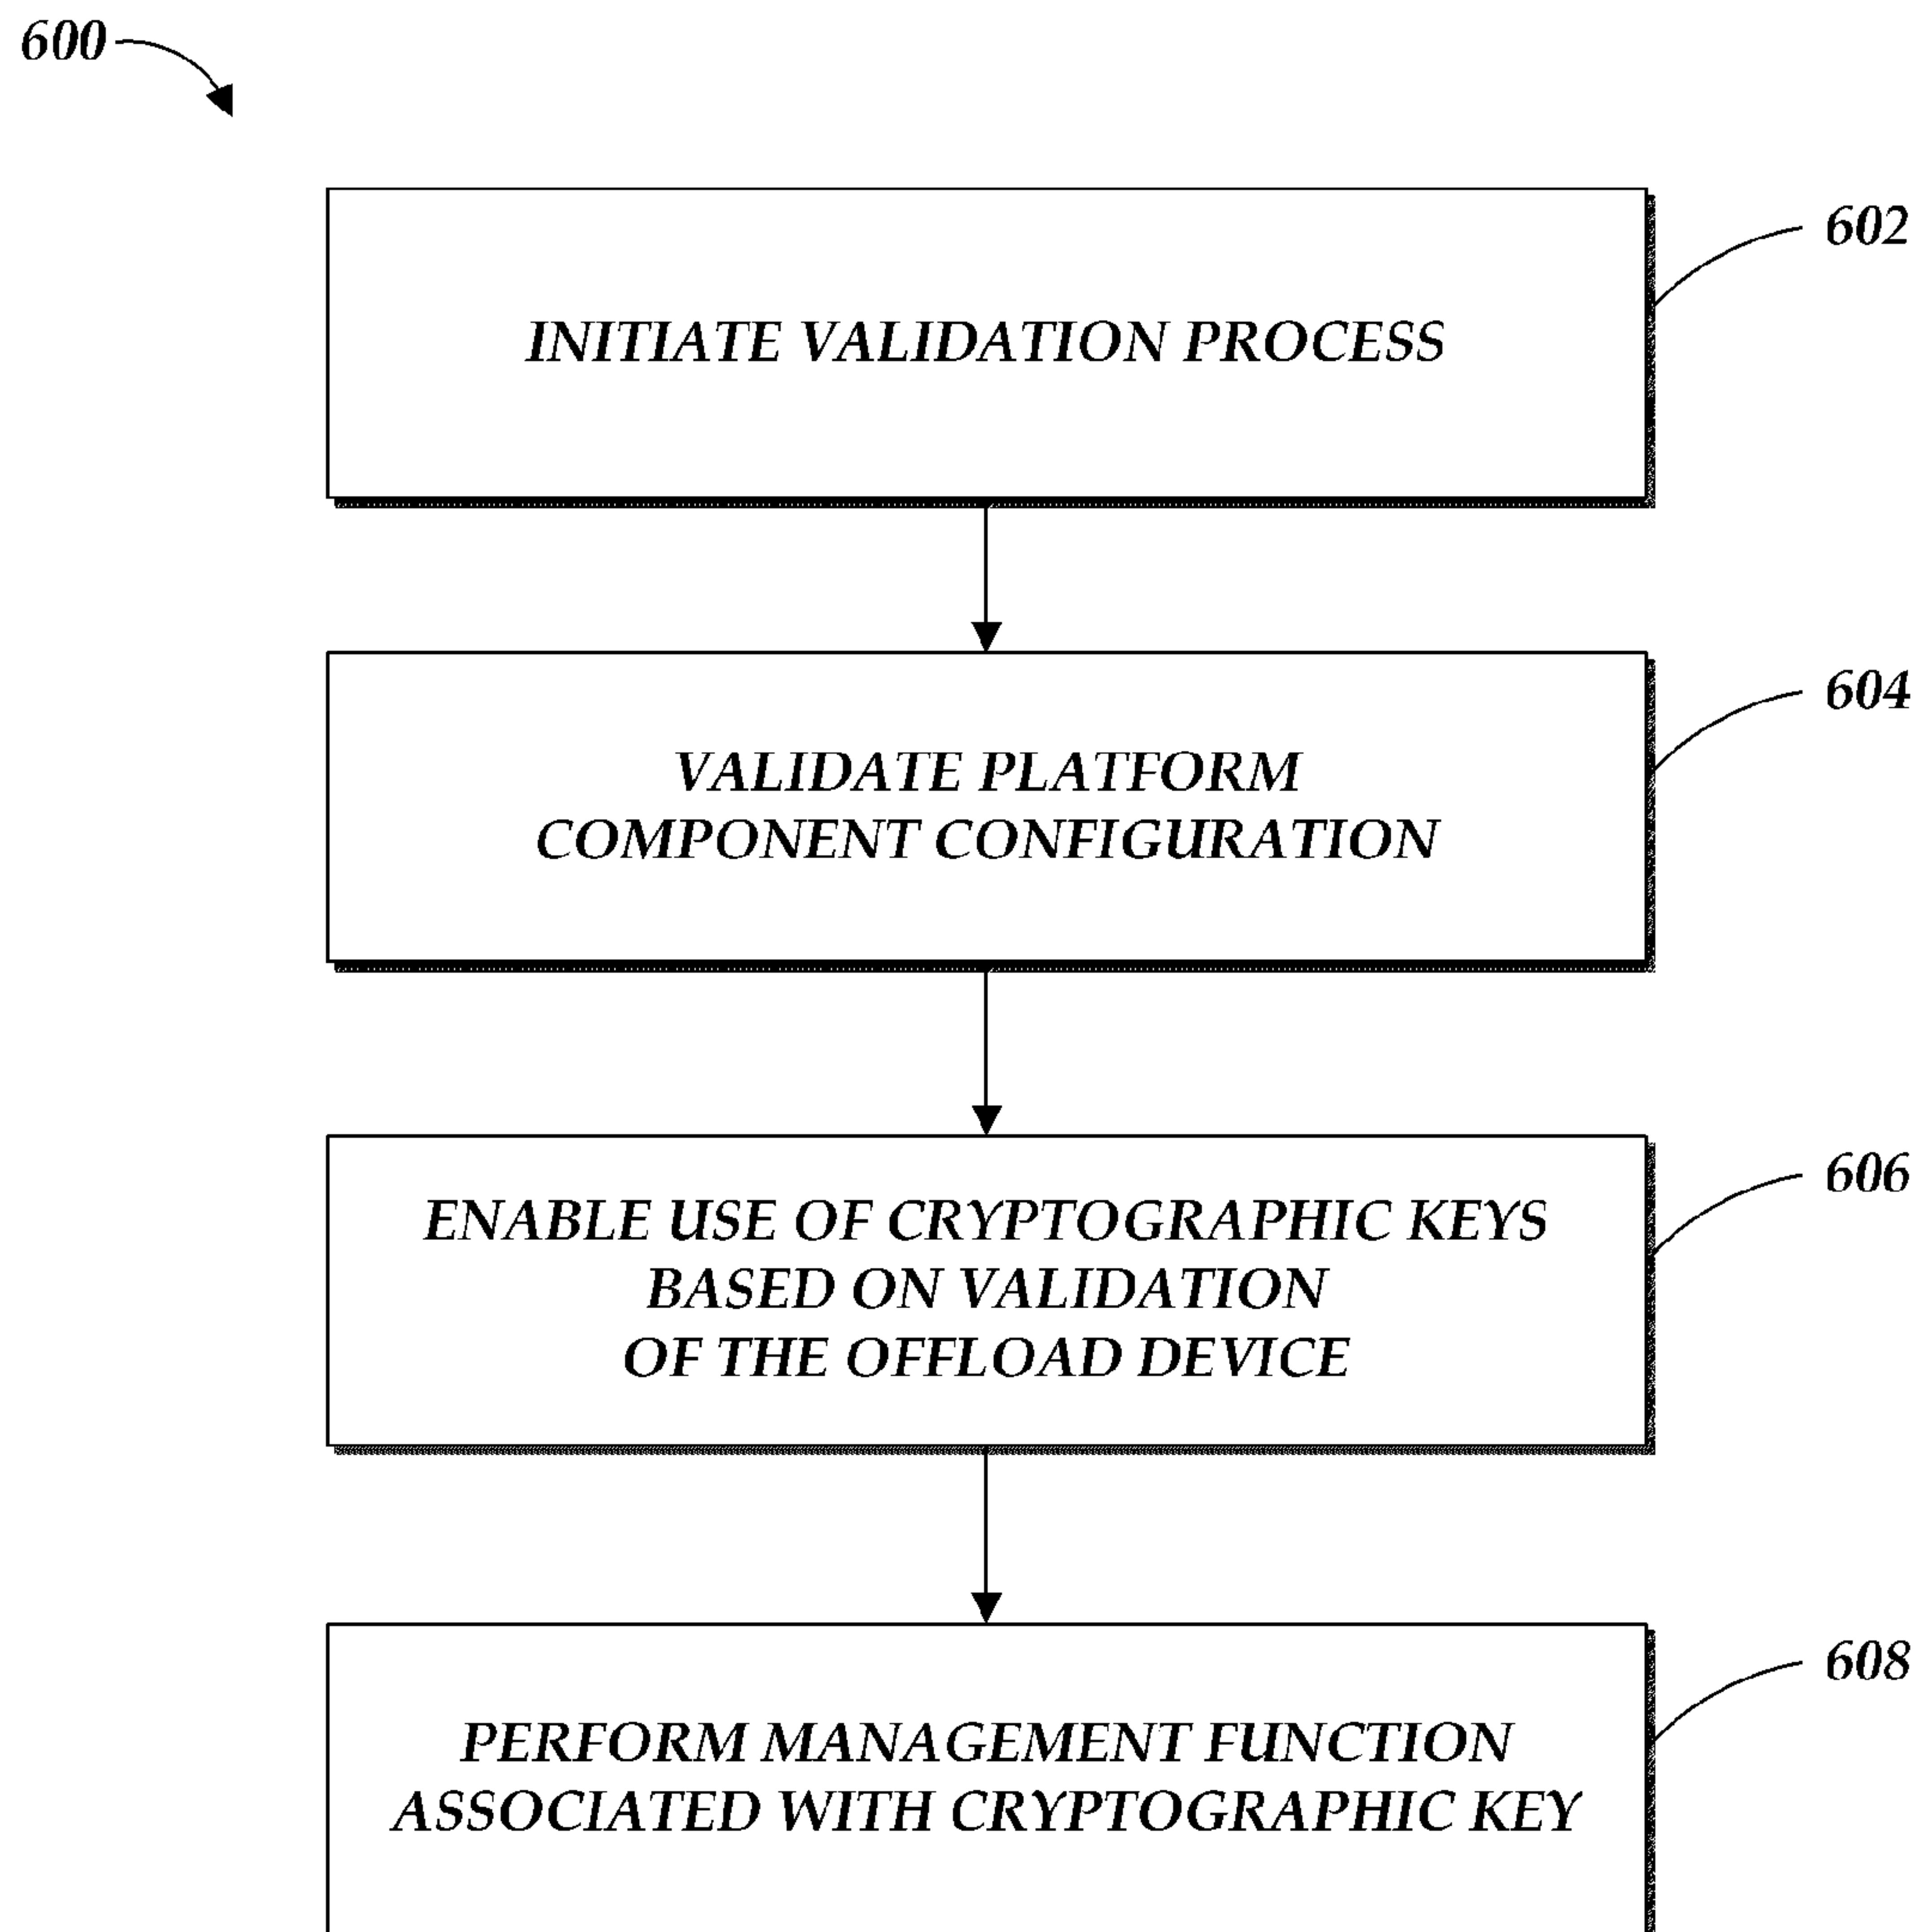 600
602
INITIATE VALIDATION PROCESS
604
VALIDATE PLATFORM
COMPONENT CONFIGURATION
606
ENABLE USE OF CRYPTOGRAPHIC KEYS
BASED ON VALIDATION
OF THE OFFLOAD DEVICE
608
PERFORM MANAGEMENT FUNCTION
ASSOCIATED WITH CRYPTOGRAPHIC KEY